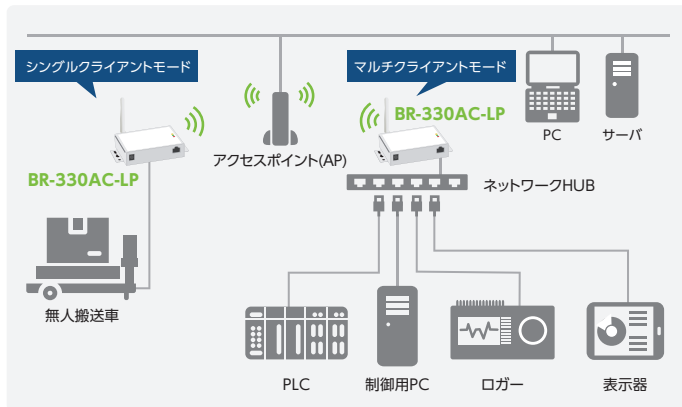 シングルクライアントモード
マルチクライアントモード
BR-330AC-LP
PC
サーバ
アクセスポイント(AP)
BR-330AC-LP
ネットワークHUB
無人搬送車
PLC
制御用PC
ロガー
表示器